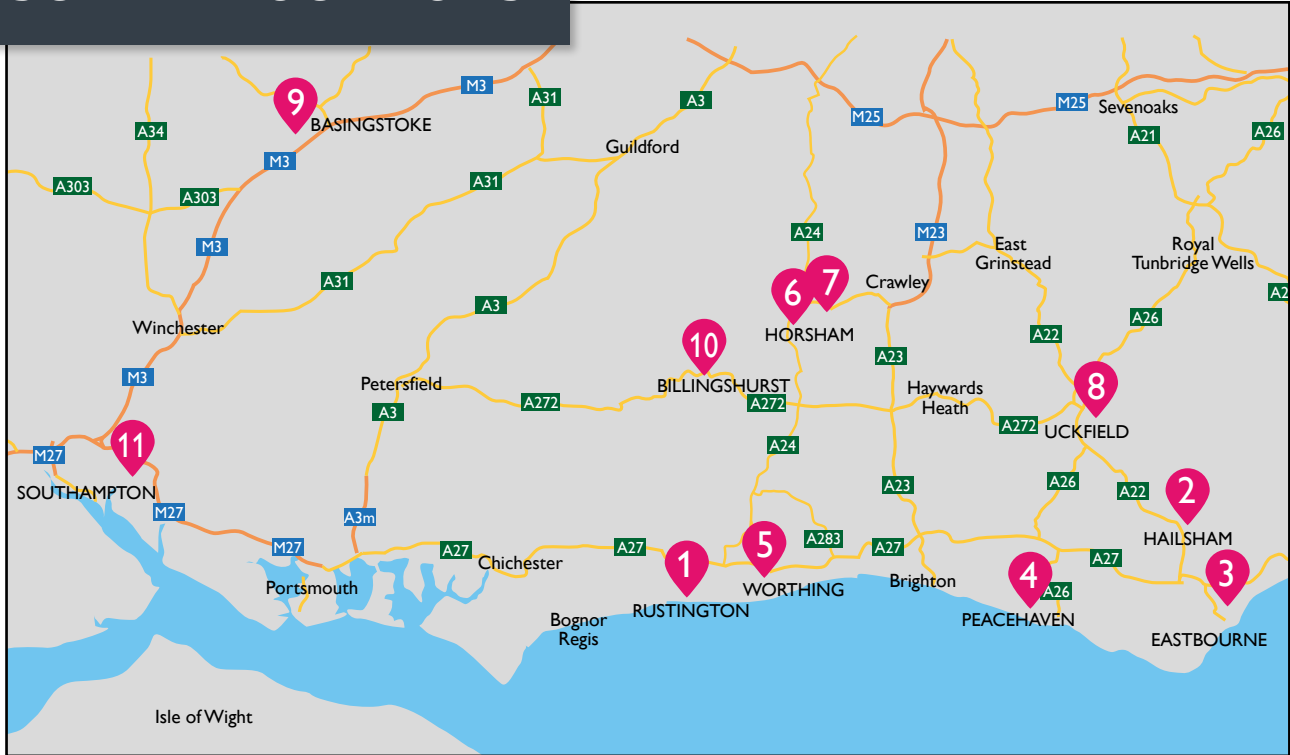 M3
A31
A3
M25
M25
Sevenoaks
9
BASINGSTOKE
A34
A21
A26
Guildford
M3
A303
A303
A31
A24
M23
M3
East
Grinstead
Royal
Tunbridge Wells
A31
A3
6
7
Crawley
Winchester
HORSHAM
A26
A22
10
BILLINGSHURST
A23
M3
Petersfield
A272
A272
A3
Haywards
Heath
8
UCKFIELD
A272
11
M27
SOUTHAMPTON
A24
A23
A26
A22
2
HAILSHAM
M27
A3m
M27
A27
Chichester
A27
1
RUSTINGTON
5
WORTHING
A283
A27
Brighton
4
PEACEHAVEN
A26
A27
3
EASTBOURNE
Portsmouth
Bognor
Regis
Isle of Wight